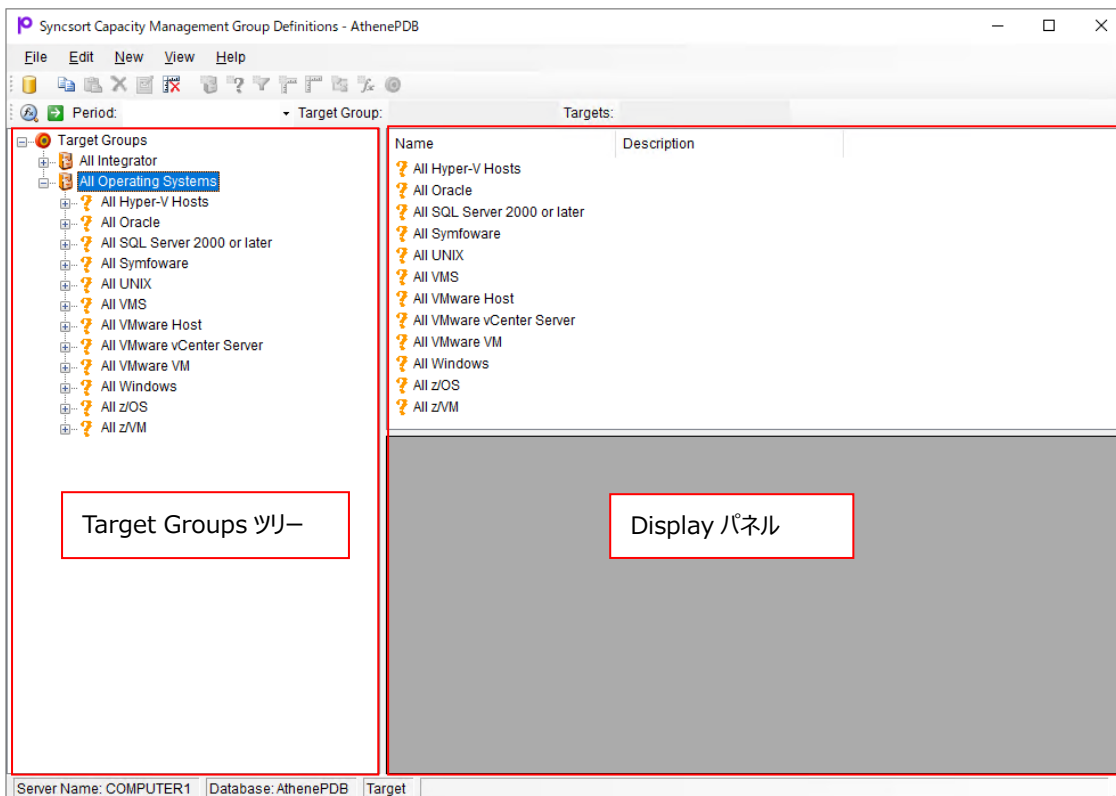 Syncsort Capacity Management Group Definitions - AthenePDB
File Edit New View Help
Period: Target Group: Targets:
Target Groups
All Integrator
All Operating Systems
All Hyper-V Hosts
All Oracle
All SQL Server 2000 or later
All Symfoware
All UNIX
All VMS
All VMware Host
All VMware vCenter Server
All VMware VM
All Windows
All z/OS
All z/VM
Target Groups ツリー
Name Description
All Hyper-V Hosts
All Oracle
All SQL Server 2000 or later
All Symfoware
All UNIX
All VMS
All VMware Host
All VMware vCenter Server
All VMware VM
All Windows
All z/OS
All z/VM
Display パネル
Server Name: COMPUTER1 Database: AthenePDB Target